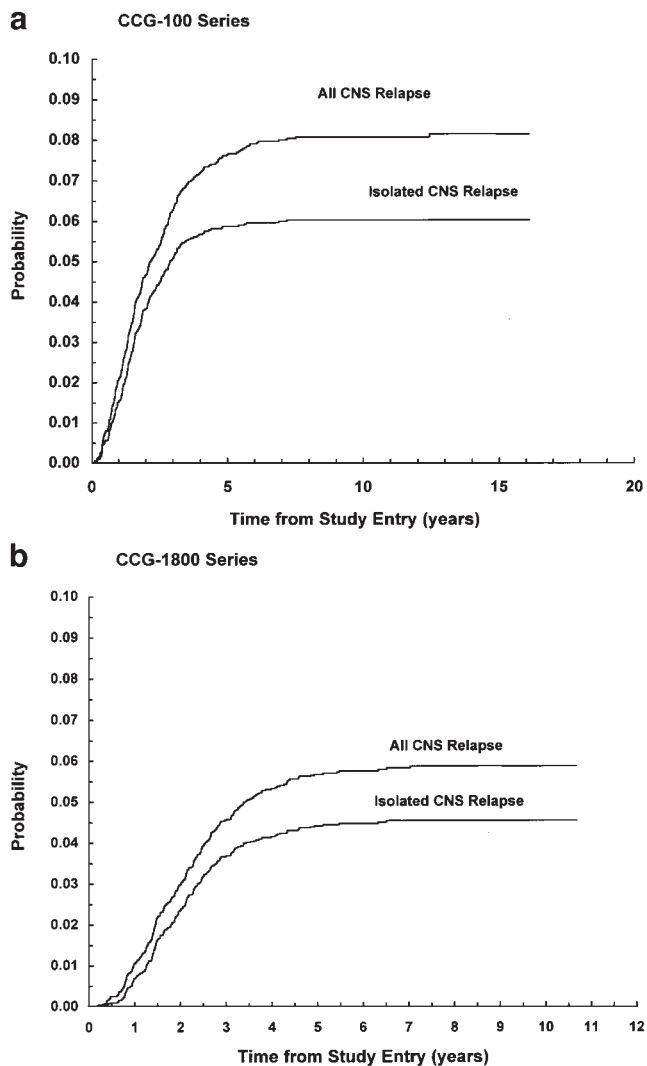 a
CCG-100 Series
0.10
0.09
0.08
0.07
0.06
0.05
0.04
0.03
0.02
0.01
0.00
Probability
All CNS Relapse
Isolated CNS Relapse
0 5 10 15 20
Time from Study Entry (years)
b
CCG-1800 Series
0.10
0.09
0.08
0.07
0.06
0.05
0.04
0.03
0.02
0.01
0.00
Probability
All CNS Relapse
Isolated CNS Relapse
0 1 2 3 4 5 6 7 8 9 10 11 12
Time from Study Entry (years)